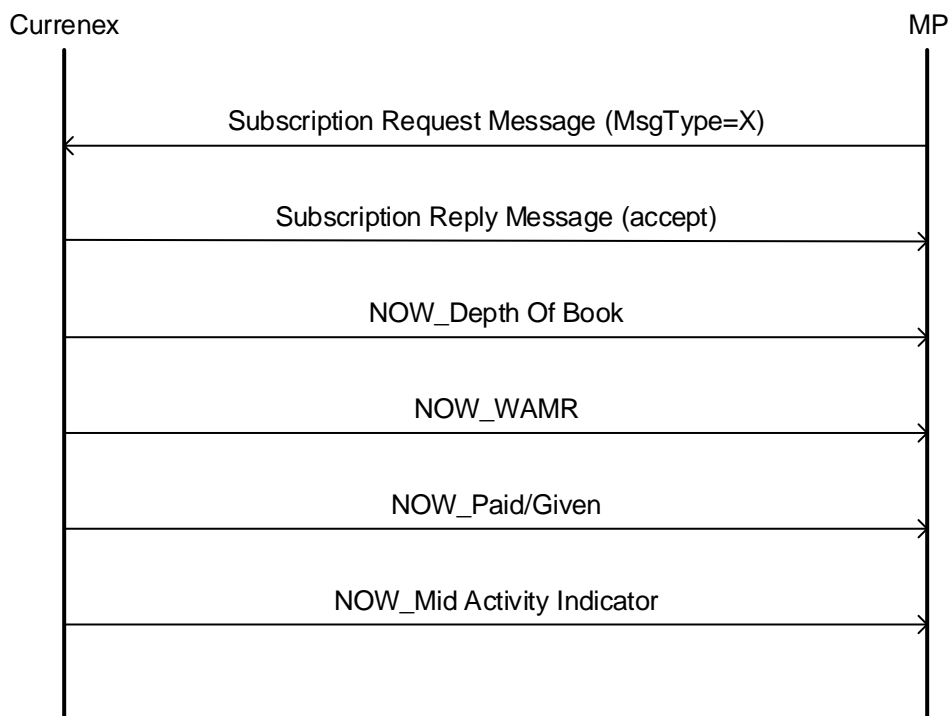 Currenex
MP
Subscription Request Message (MsgType=X)
Subscription Reply Message (accept)
NOW_Depth Of Book
NOW_WAMR
NOW_Paid/Given
NOW_Mid Activity Indicator